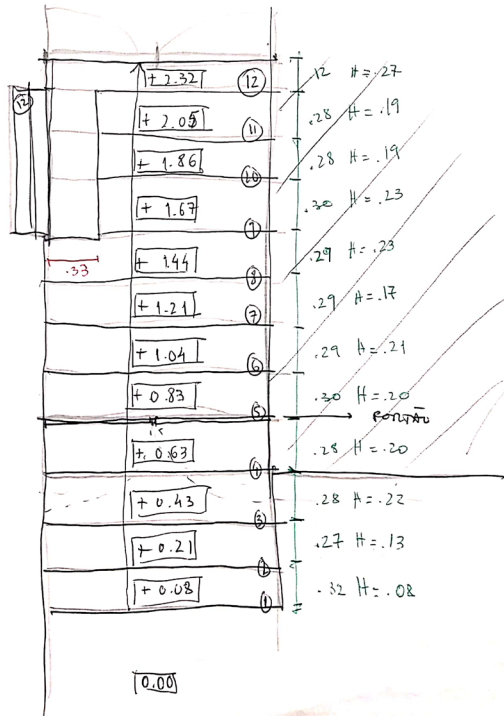 + 2.32 12 .12 H = .27
12
+ 2.05 11 .28 H = .19
+ 1.86 10 .28 H = .19
+ 1.67 9 .30 H = .23
.33
+ 1.44 8 .29 H = .23
+ 1.21 7 .29 H = .17
+ 1.04 6 .29 H = .21
+ 0.83 5 .30 H = .20
PORTÃO
+ 0.63 4 .28 H = .20
+ 0.43 3 .28 H = .22
+ 0.21 2 .27 H = .13
+ 0.08 1 .32 H = .08
0.00